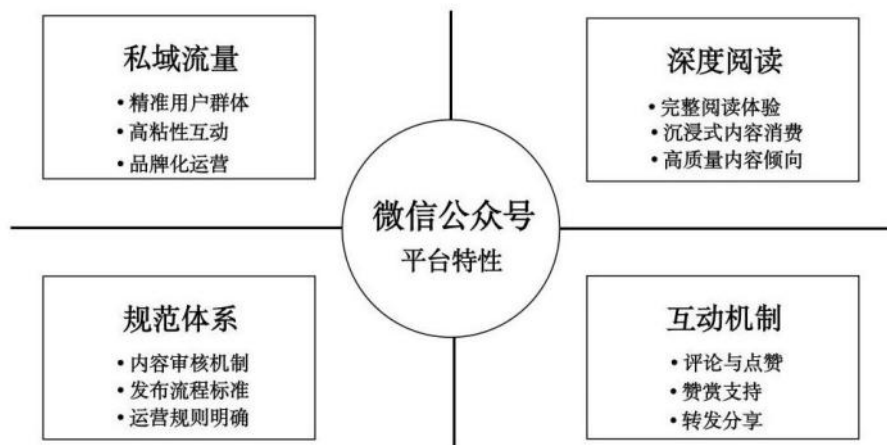 私域流量
• 精准用户群体
• 高粘性互动
• 品牌化运营
深度阅读
• 完整阅读体验
• 沉浸式内容消费
• 高质量内容倾向
微信公众号
平台特性
规范体系
• 内容审核机制
• 发布流程标准
• 运营规则明确
互动机制
• 评论与点赞
• 赞赏支持
• 转发分享